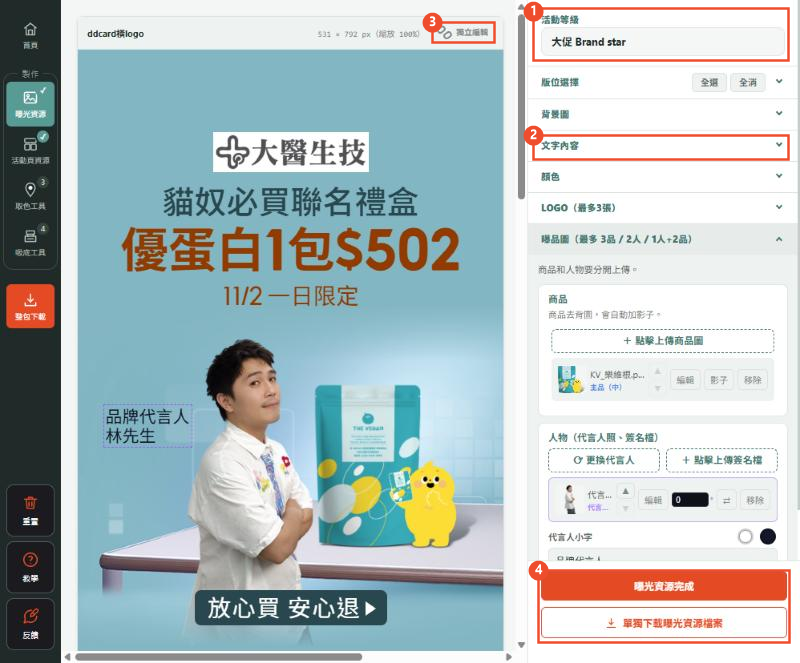 首頁
製作
曝光資源
活動頁資源
3
取色工具
4
吸底工具
整包下載
重置
教學
反饋
ddcard橫logo
531 × 792 px (縮放 100%)
3
獨立編輯
大醫生技
貓奴必買聯名禮盒
優蛋白1包$502
11/2 一日限定
品牌代言人
林先生
THE VEGAN
放心買 安心退
1
活動等級
大促 Brand star
版位選擇
全選
全消
背景圖
2
文字內容
顏色
LOGO（最多3張）
曝品圖（最多 3品 / 2人 / 1人+2品）
商品和人物要分開上傳。
商品
商品去背圖，會自動加影子。
＋ 點擊上傳商品圖
KV_樂維根.p...
主品（中）
編輯
影子
移除
人物（代言人照、簽名檔）
更換代言人
＋ 點擊上傳簽名檔
代言...
代言...
編輯
0
°
移除
代言人小字
品牌代言人
4
曝光資源完成
單獨下載曝光資源檔案